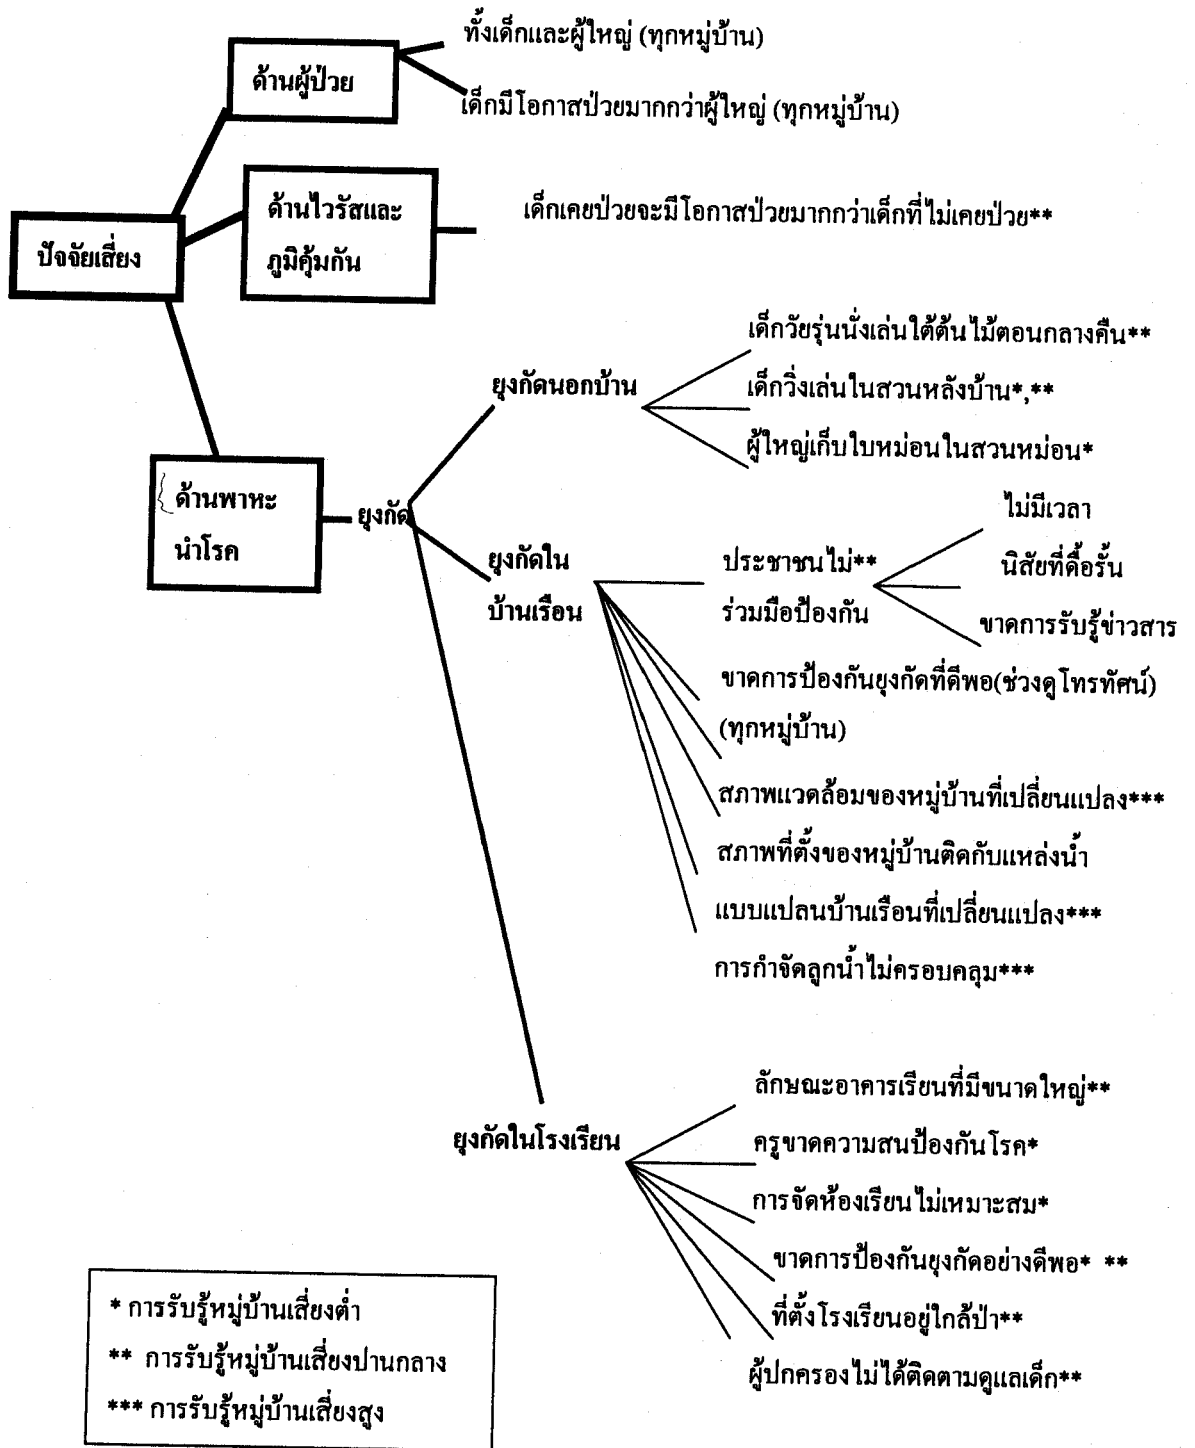 ทั้งเด็กและผู้ใหญ่ (ทุกหมู่บ้าน)
ด้านผู้ป่วย
เด็กมีโอกาสป่วยมากกว่าผู้ใหญ่ (ทุกหมู่บ้าน)
ด้านไวรัสและ
ภูมิคุ้มกัน
เด็กเคยป่วยจะมีโอกาสป่วยมากกว่าเด็กที่ไม่เคยป่วย**
ปัจจัยเสี่ยง
ยุงกัดนอกบ้าน
เด็กวัยรุ่นนั่งเล่นใต้ต้นไม้ตอนกลางคืน**
เด็กวิ่งเล่นในสวนหลังบ้าน*,**
ผู้ใหญ่เก็บใบหม่อนในสวนหม่อน*
ด้านพาหะ
นำโรค
ยุงกัด
ยุงกัดใน
บ้านเรือน
ประชาชนไม่**
ร่วมมือป้องกัน
ไม่มีเวลา
นิสัยที่ดื้อรั้น
ขาดการรับรู้ข่าวสาร
ขาดการป้องกันยุงกัดที่ดีพอ(ช่วงดูโทรทัศน์)
(ทุกหมู่บ้าน)
สภาพแวดล้อมของหมู่บ้านที่เปลี่ยนแปลง***
สภาพที่ตั้งของหมู่บ้านติดกับแหล่งน้ำ
แบบแปลนบ้านเรือนที่เปลี่ยนแปลง***
การกำจัดลูกน้ำไม่ครอบคลุม***
ยุงกัดในโรงเรียน
ลักษณะอาคารเรียนที่มีขนาดใหญ่**
ครูขาดความสนป้องกันโรค*
การจัดห้องเรียนไม่เหมาะสม*
ขาดการป้องกันยุงกัดอย่างดีพอ* **
ที่ตั้งโรงเรียนอยู่ใกล้ป่า**
ผู้ปกครองไม่ได้ติดตามดูแลเด็ก**
* การรับรู้หมู่บ้านเสี่ยงต่ำ
** การรับรู้หมู่บ้านเสี่ยงปานกลาง
*** การรับรู้หมู่บ้านเสี่ยงสูง